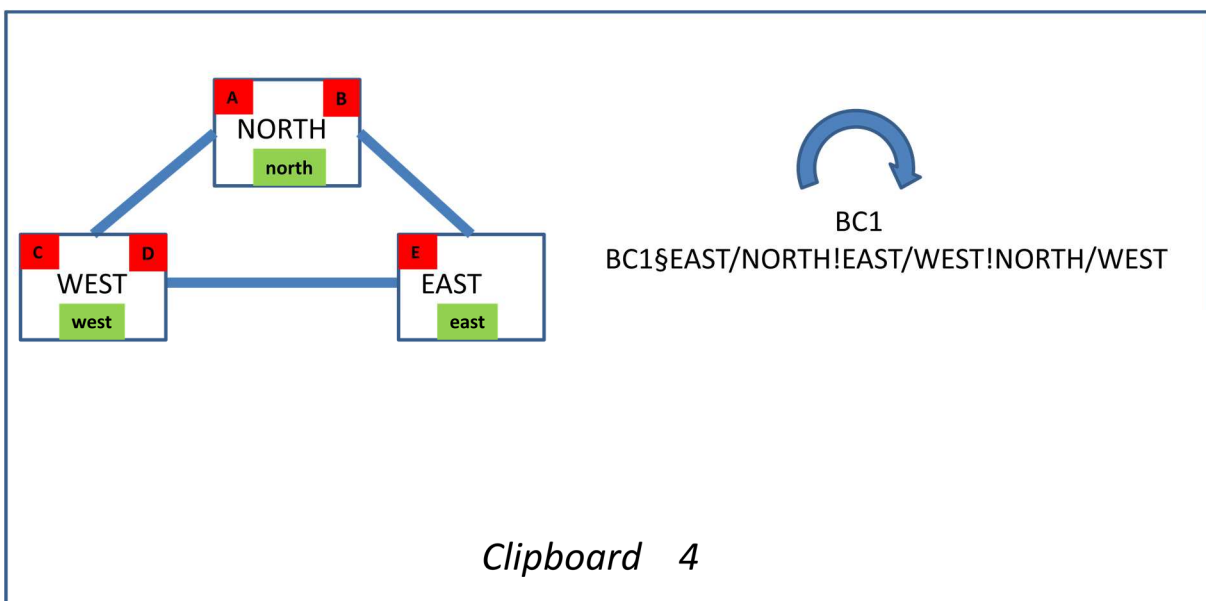 A B
NORTH
north
C D
WEST
west
E
EAST
east
BC1
BC1§EAST/NORTH!EAST/WEST!NORTH/WEST
Clipboard 4